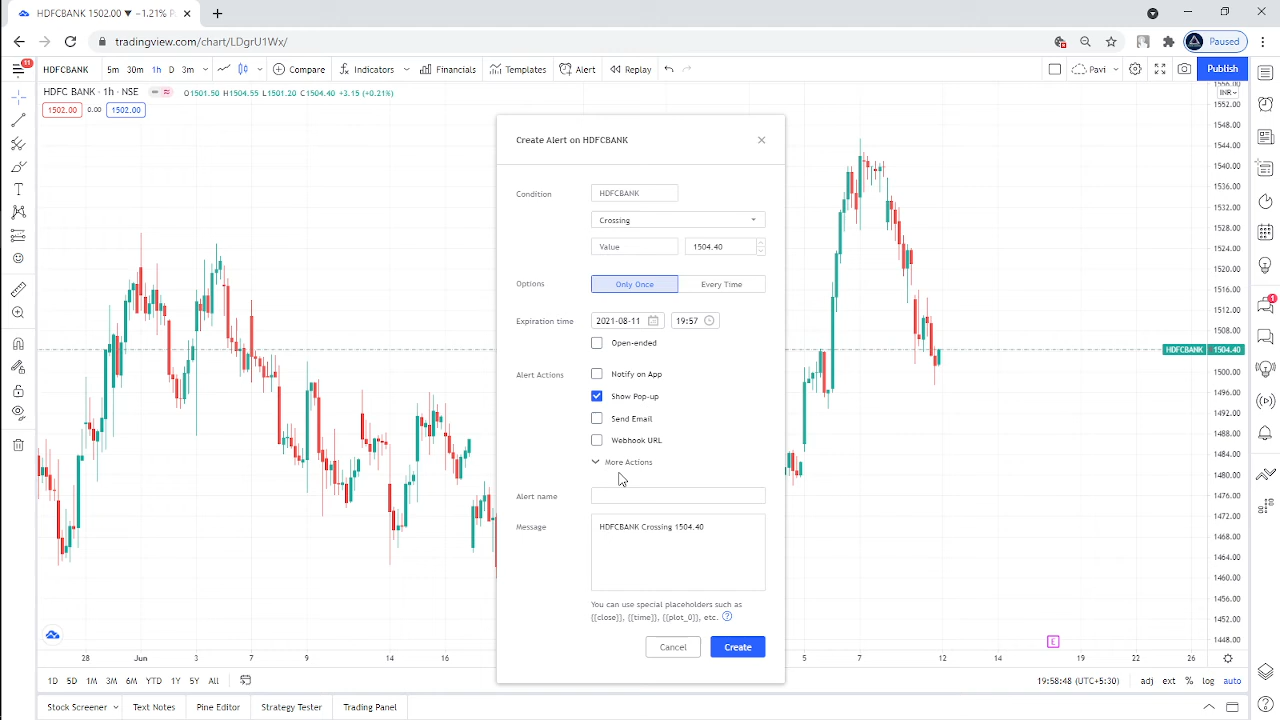 HDFCBANK 1502.00 ▼ −1.21% P
tradingview.com/chart/LDgrU1Wx/
Paused
11
HDFCBANK 5m 30m 1h D 3m Compare Indicators Financials Templates Alert Replay Pavi Publish
HDFC BANK · 1h · NSE O1501.50 H1504.55 L1501.20 C1504.40 +3.15 (+0.21%)
1502.00 0.00 1502.00
INR
1556.00
1552.00
1548.00
1544.00
1540.00
1536.00
1532.00
1528.00
1524.00
1520.00
1516.00
1512.00
1508.00
HDFCBANK 1504.40
1500.00
1496.00
1492.00
1488.00
1484.00
1480.00
1476.00
1472.00
1468.00
1464.00
1460.00
1456.00
1452.00
1448.00
1
Create Alert on HDFCBANK
Condition HDFCBANK
Crossing
Value 1504.40
Options Only Once Every Time
Expiration time 2021-08-11 19:57
Open-ended
Alert Actions Notify on App
Show Pop-up
Send Email
Webhook URL
More Actions
Alert name
Message HDFCBANK Crossing 1504.40
You can use special placeholders such as
{{close}}, {{time}}, {{plot_0}}, etc.
Cancel Create
E
28 Jun 3 7 9 14 16 5 7 12 14 19 22 26
1D 5D 1M 3M 6M YTD 1Y 5Y All 19:58:48 (UTC+5:30) adj ext % log auto
Stock Screener Text Notes Pine Editor Strategy Tester Trading Panel